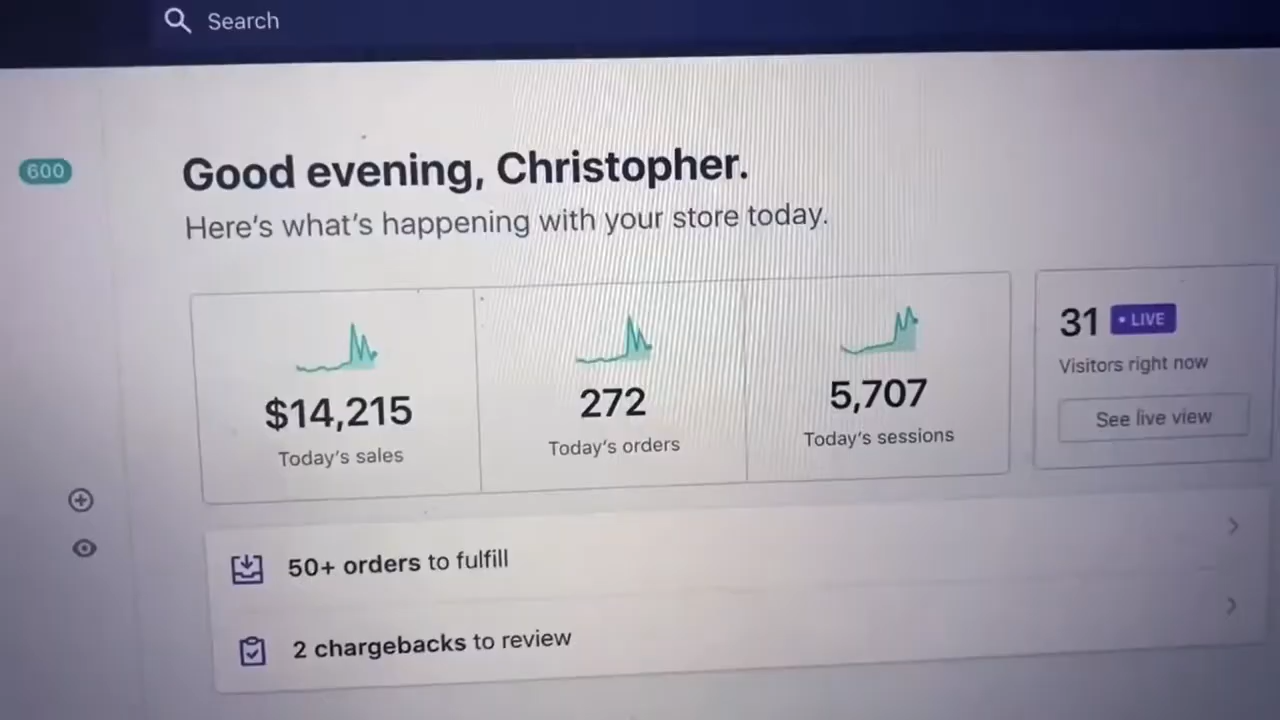 Search
600
Good evening, Christopher.
Here's what's happening with your store today.
$14,215
Today's sales
272
Today's orders
5,707
Today's sessions
31 • LIVE
Visitors right now
See live view
50+ orders to fulfill
2 chargebacks to review